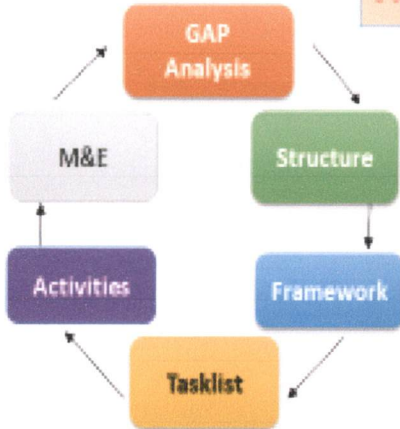 GAP
Analysis
Structure
Framework
Tasklist
Activities
M&E